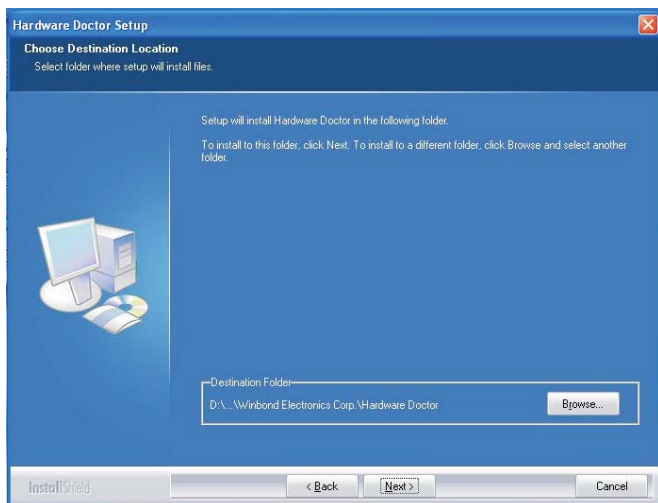 Hardware Doctor Setup
Choose Destination Location
Select folder where setup will install files.
Setup will install Hardware Doctor in the following folder.
To install to this folder, click Next. To install to a different folder, click Browse and select another
folder.
Destination Folder
D:\...\Winbond Electronics Corp.\Hardware Doctor
Browse...
InstallShield
< Back
Next >
Cancel